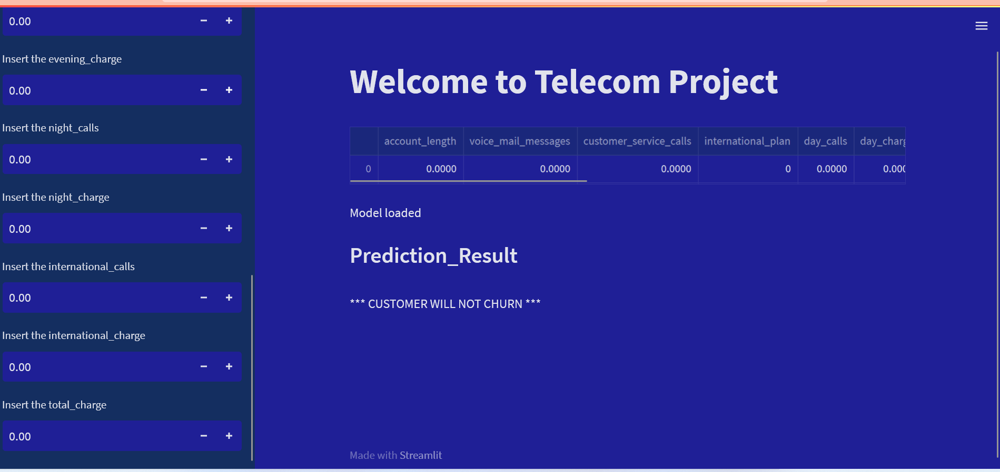 0.00 − +
Insert the evening_charge
0.00 − +
Insert the night_calls
0.00 − +
Insert the night_charge
0.00 − +
Insert the international_calls
0.00 − +
Insert the international_charge
0.00 − +
Insert the total_charge
0.00 − +
Welcome to Telecom Project
account_length voice_mail_messages customer_service_calls international_plan day_calls day_charg
0 0.0000 0.0000 0.0000 0 0.0000 0.000
Model loaded
Prediction_Result
*** CUSTOMER WILL NOT CHURN ***
Made with Streamlit